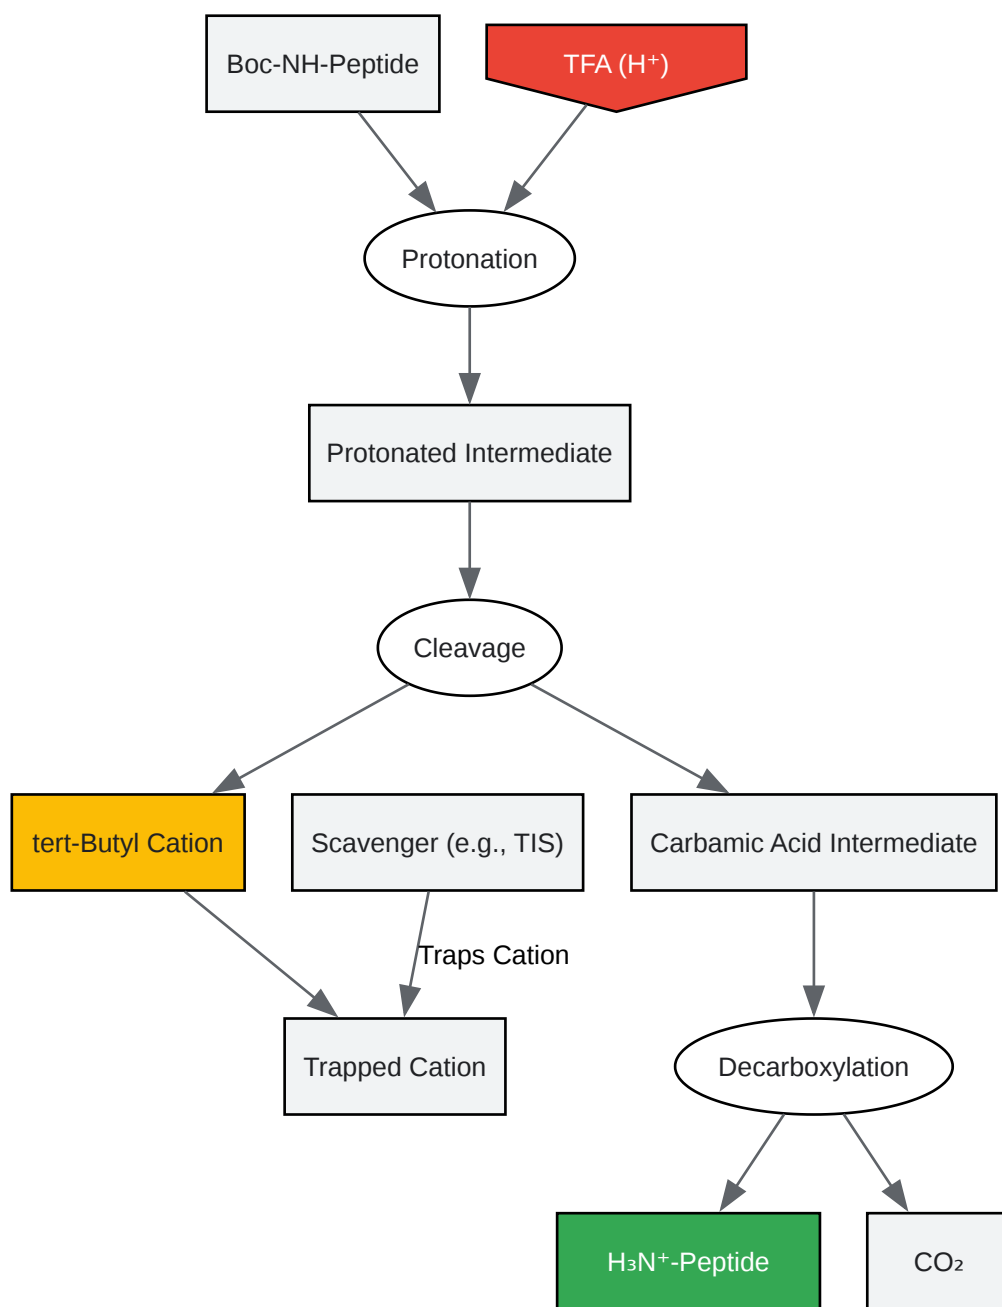 Boc-NH-Peptide
TFA (H⁺)
Protonation
Protonated Intermediate
Cleavage
tert-Butyl Cation
Scavenger (e.g., TIS)
Carbamic Acid Intermediate
Traps Cation
Trapped Cation
Decarboxylation
H₃N⁺-Peptide
CO₂